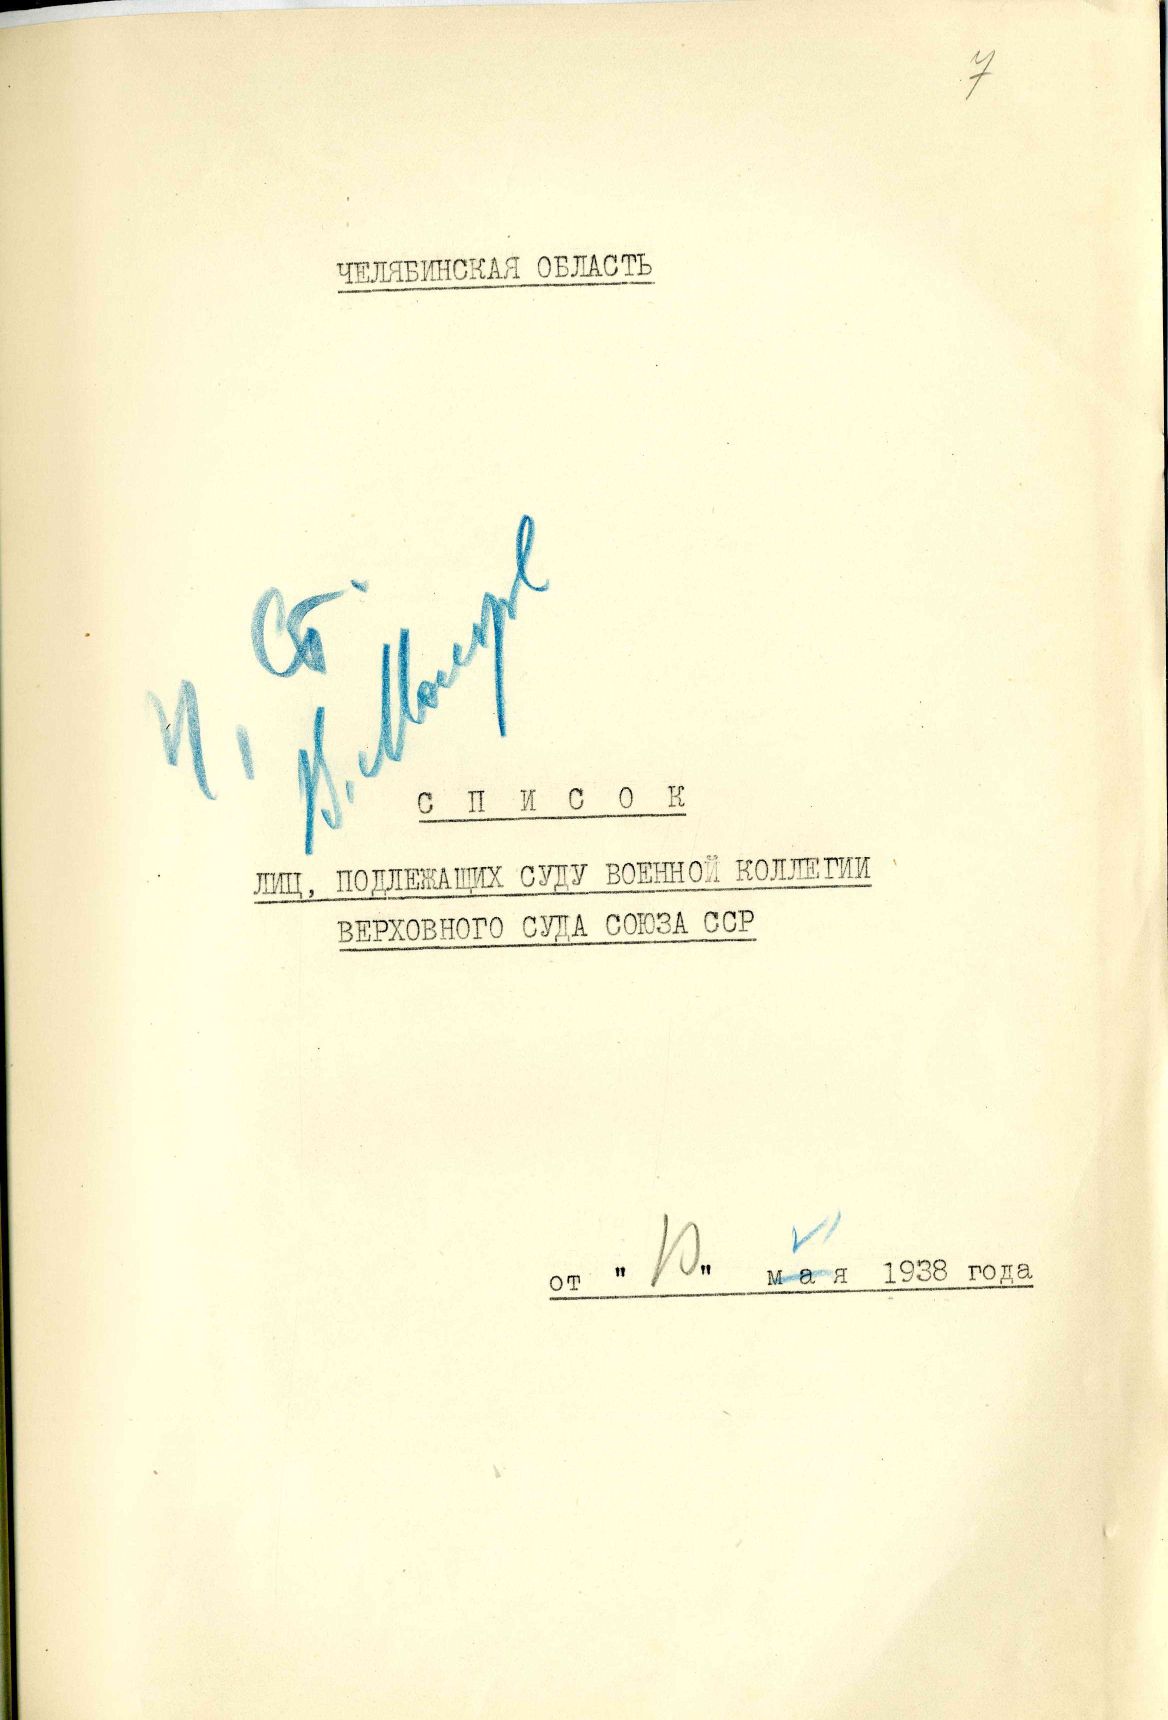 7
ЧЕЛЯБИНСКАЯ ОБЛАСТЬ
Ст.
В. Молотов
С П И С О К
ЛИЦ, ПОДЛЕЖАЩИХ СУДУ ВОЕННОЙ КОЛЛЕГИИ
ВЕРХОВНОГО СУДА СОЮЗА ССР
от " 10 " мая VI 1938 года